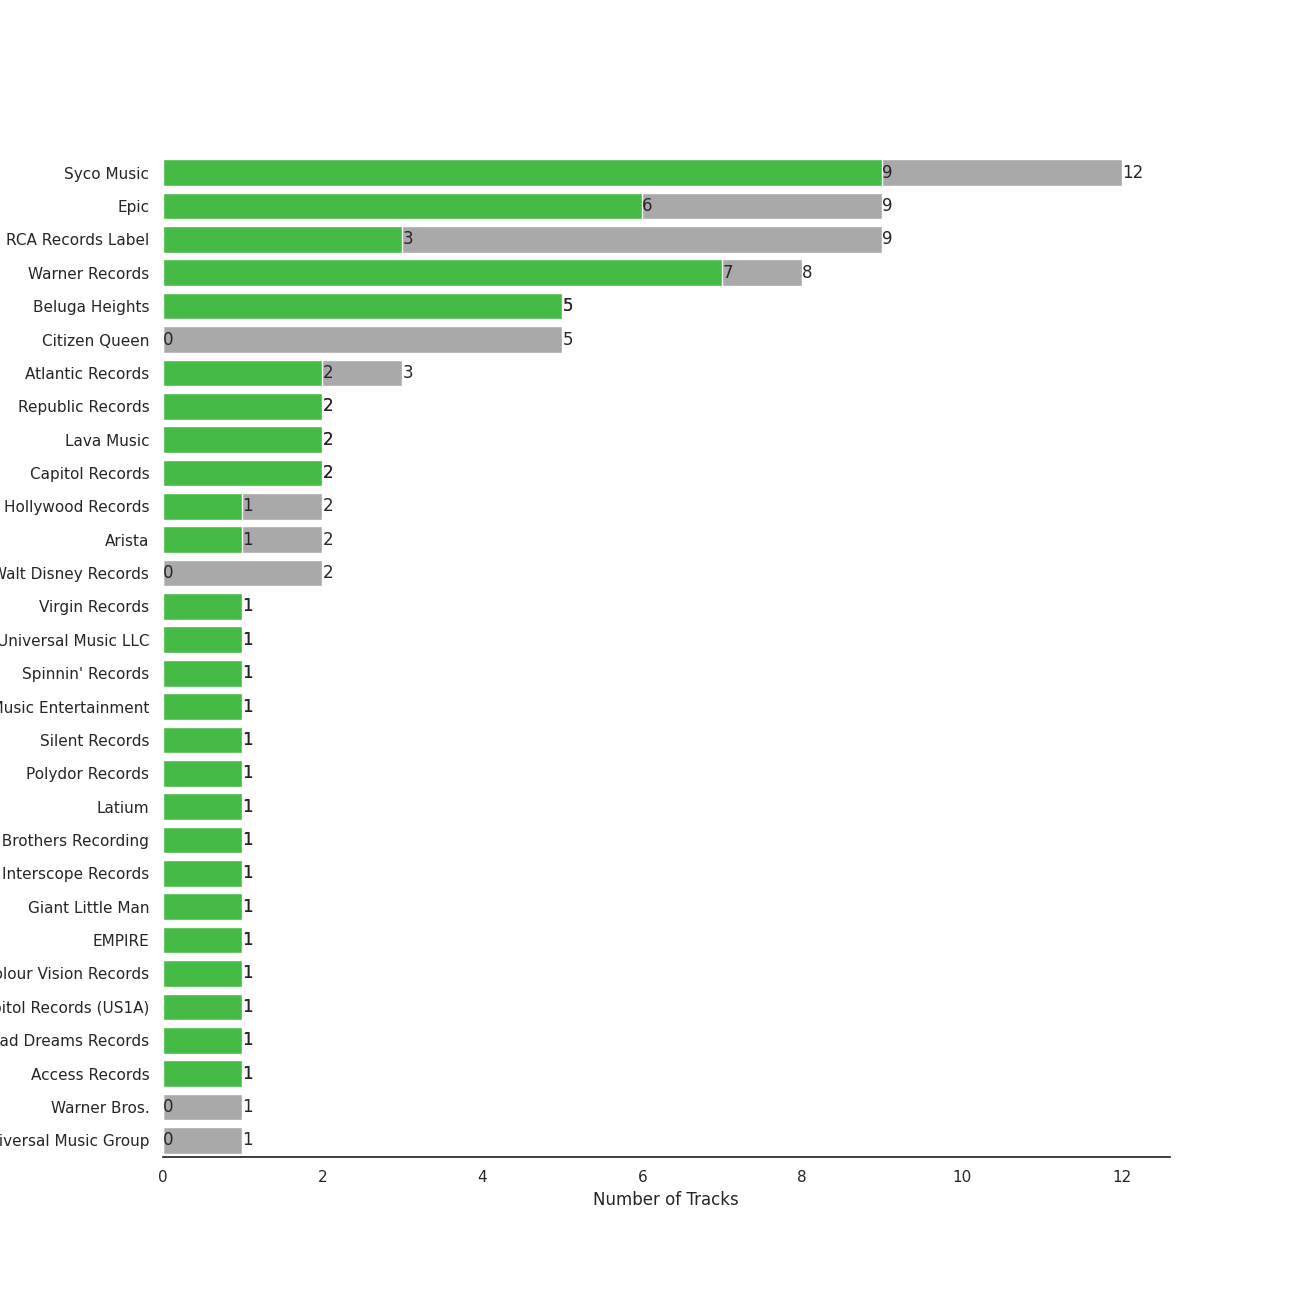 Syco Music 9 12
Epic 6 9
RCA Records Label 3 9
Warner Records 7 8
Beluga Heights 5
Citizen Queen 0 5
Atlantic Records 2 3
Republic Records 2
Lava Music 2
Capitol Records 2
Hollywood Records 1 2
Arista 1 2
Walt Disney Records 0 2
Virgin Records 1
Universal Music LLC 1
Spinnin' Records 1
Music Entertainment 1
Silent Records 1
Polydor Records 1
Latium 1
Brothers Recording 1
Interscope Records 1
Giant Little Man 1
EMPIRE 1
olour Vision Records 1
itol Records (US1A) 1
ad Dreams Records 1
Access Records 1
Warner Bros. 0 1
iversal Music Group 0 1
0 2 4 6 8 10 12
Number of Tracks